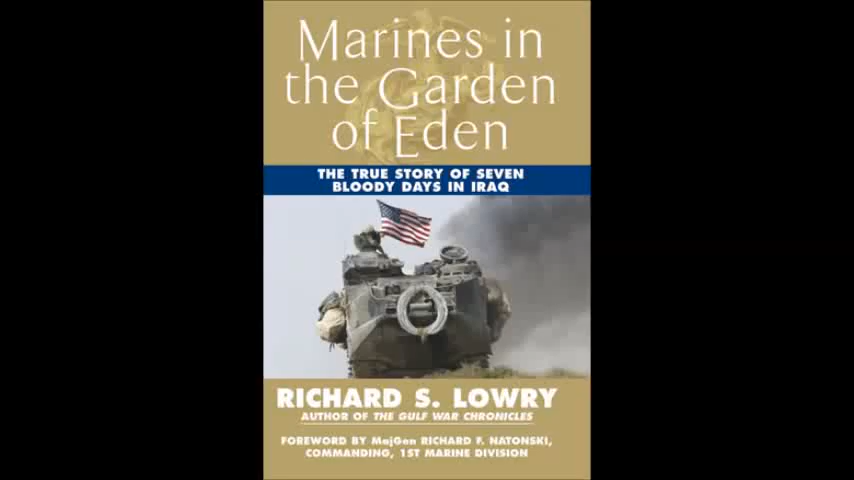 Marines in
the Garden
of Eden
THE TRUE STORY OF SEVEN
BLOODY DAYS IN IRAQ
RICHARD S. LOWRY
AUTHOR OF THE GULF WAR CHRONICLES
FOREWORD BY MajGen RICHARD F. NATONSKI,
COMMANDING, 1ST MARINE DIVISION